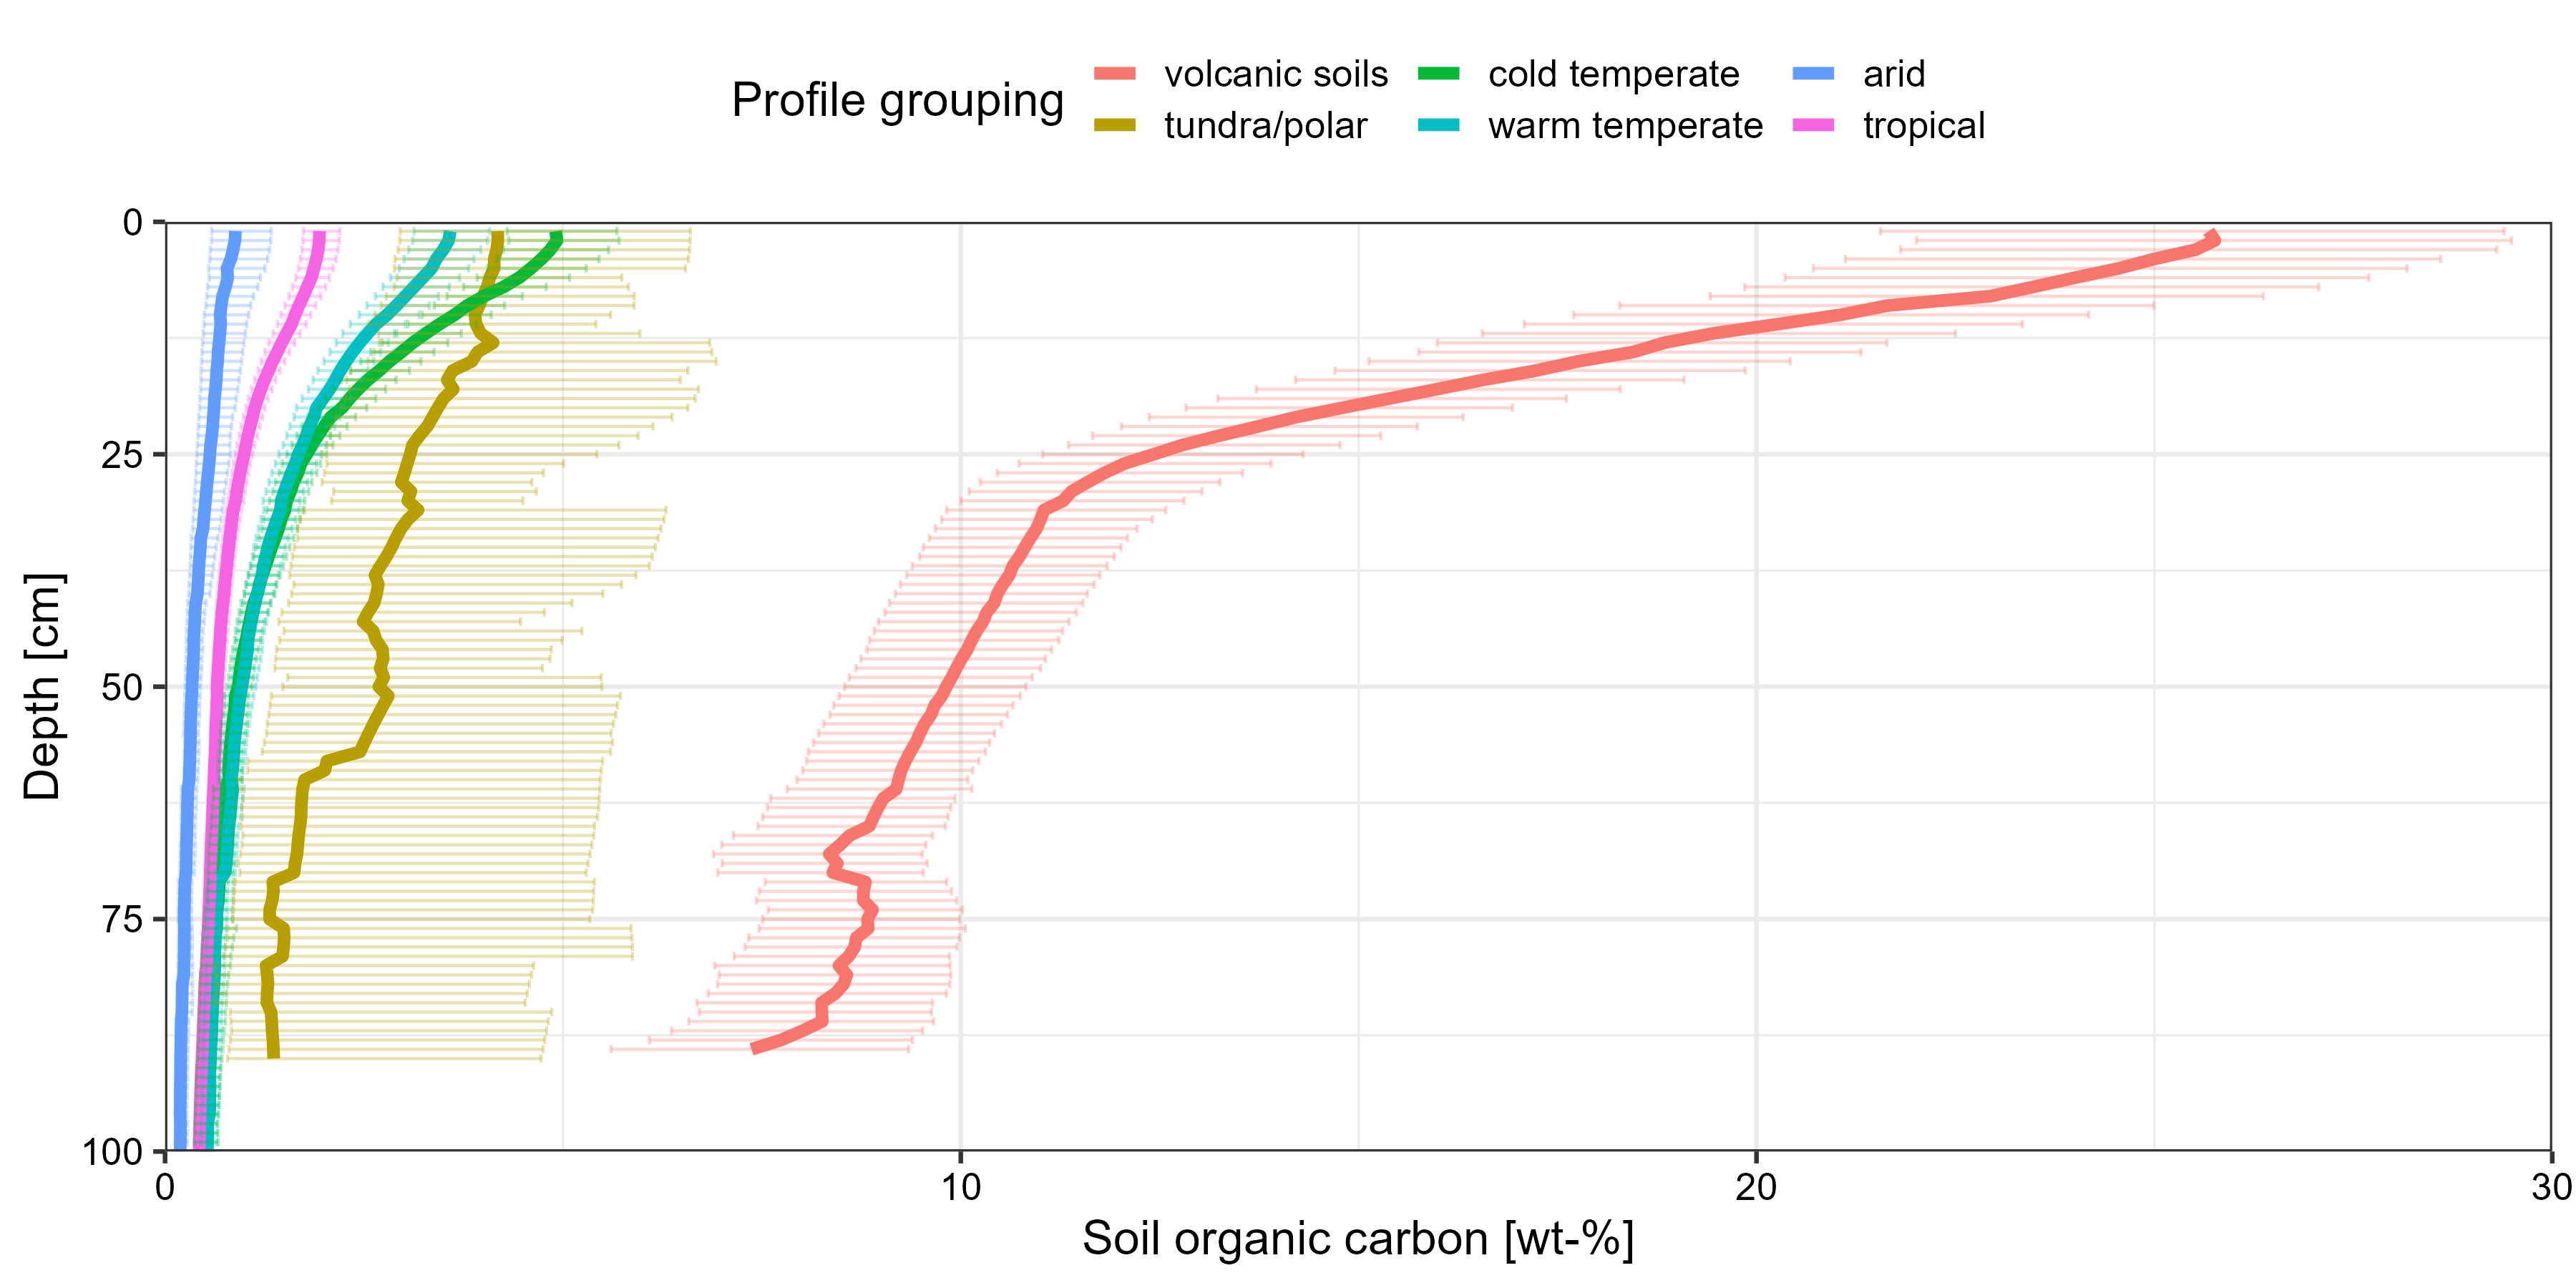 Profile grouping
volcanic soils cold temperate arid
tundra/polar warm temperate tropical
0
25
50
75
100
Depth [cm]
0 10 20 30
Soil organic carbon [wt-%]